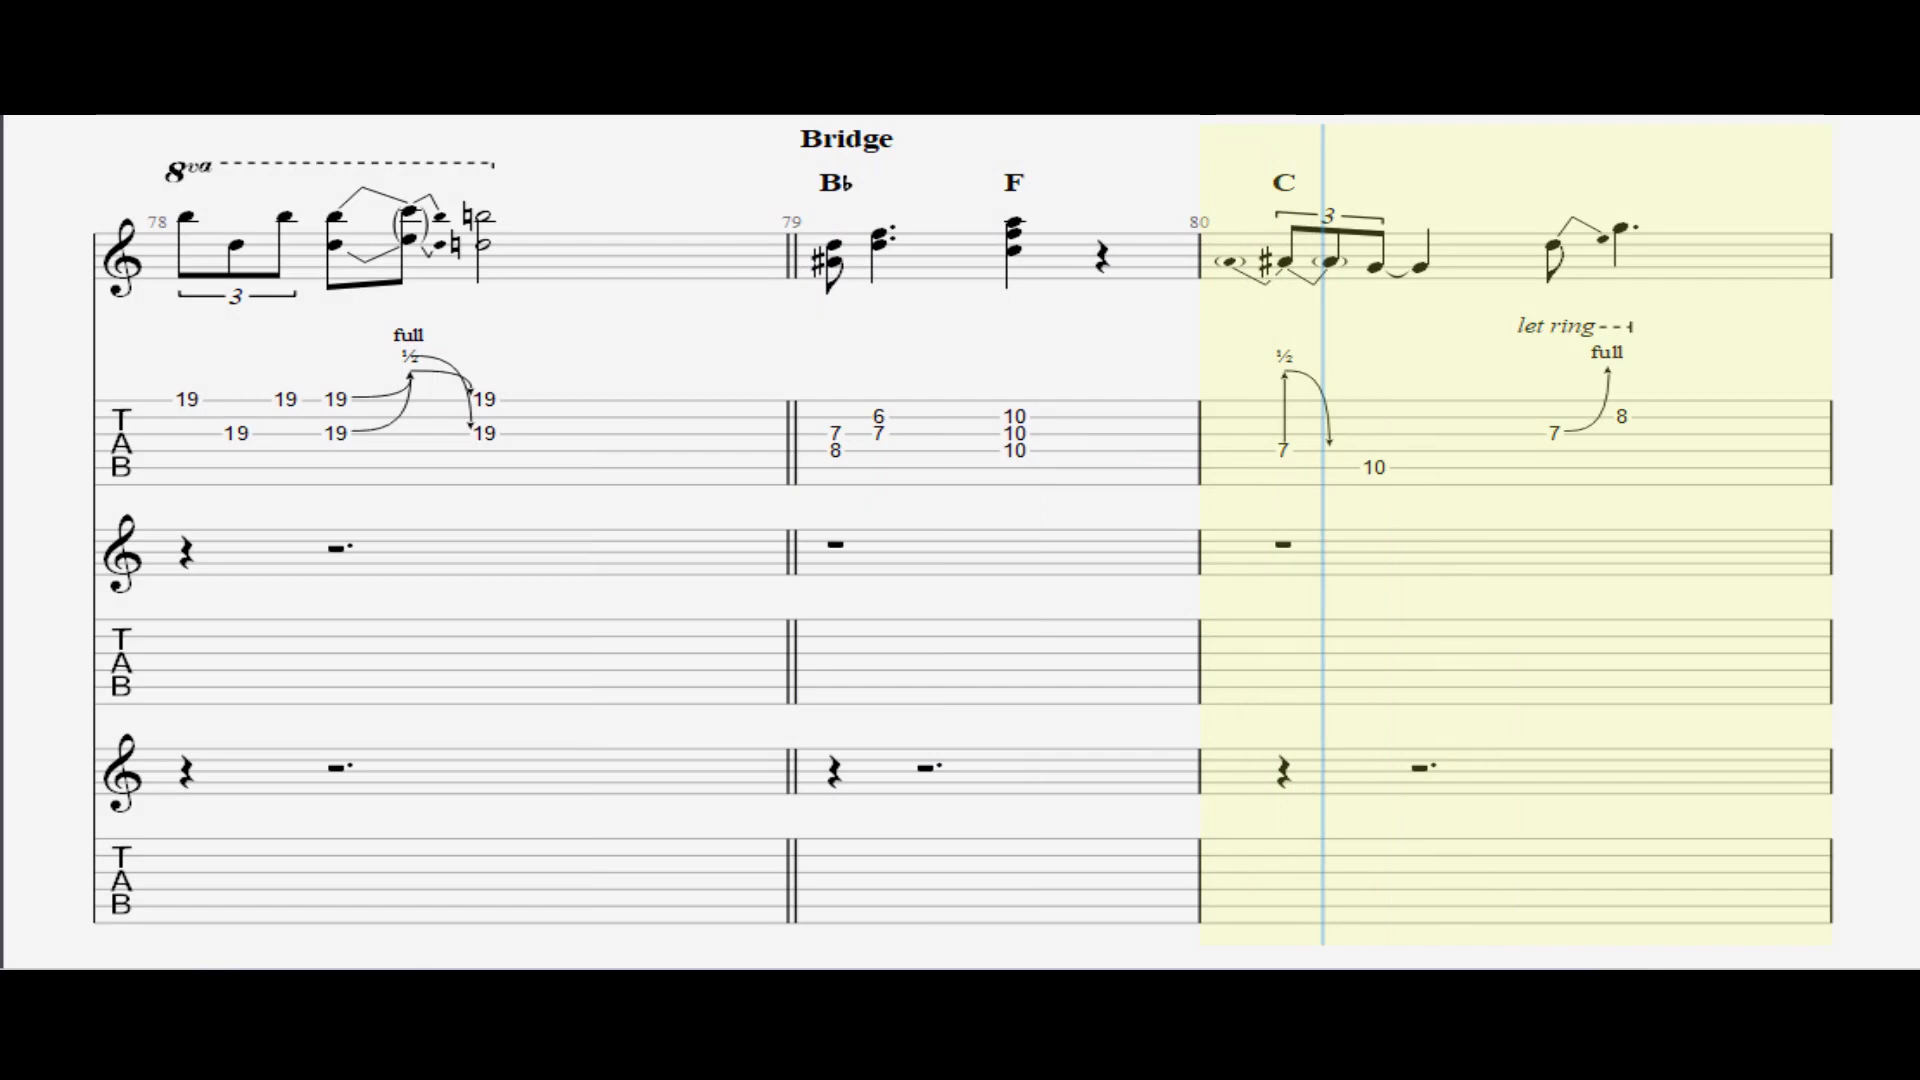 Bridge
8va
B♭ F C
78 79 80
3
3
let ring
full
½
½ full
19 19 19 19
6 10 8
19 19 19
7 7 10 7
8 10 7
10
T
A
B
T
A
B
T
A
B